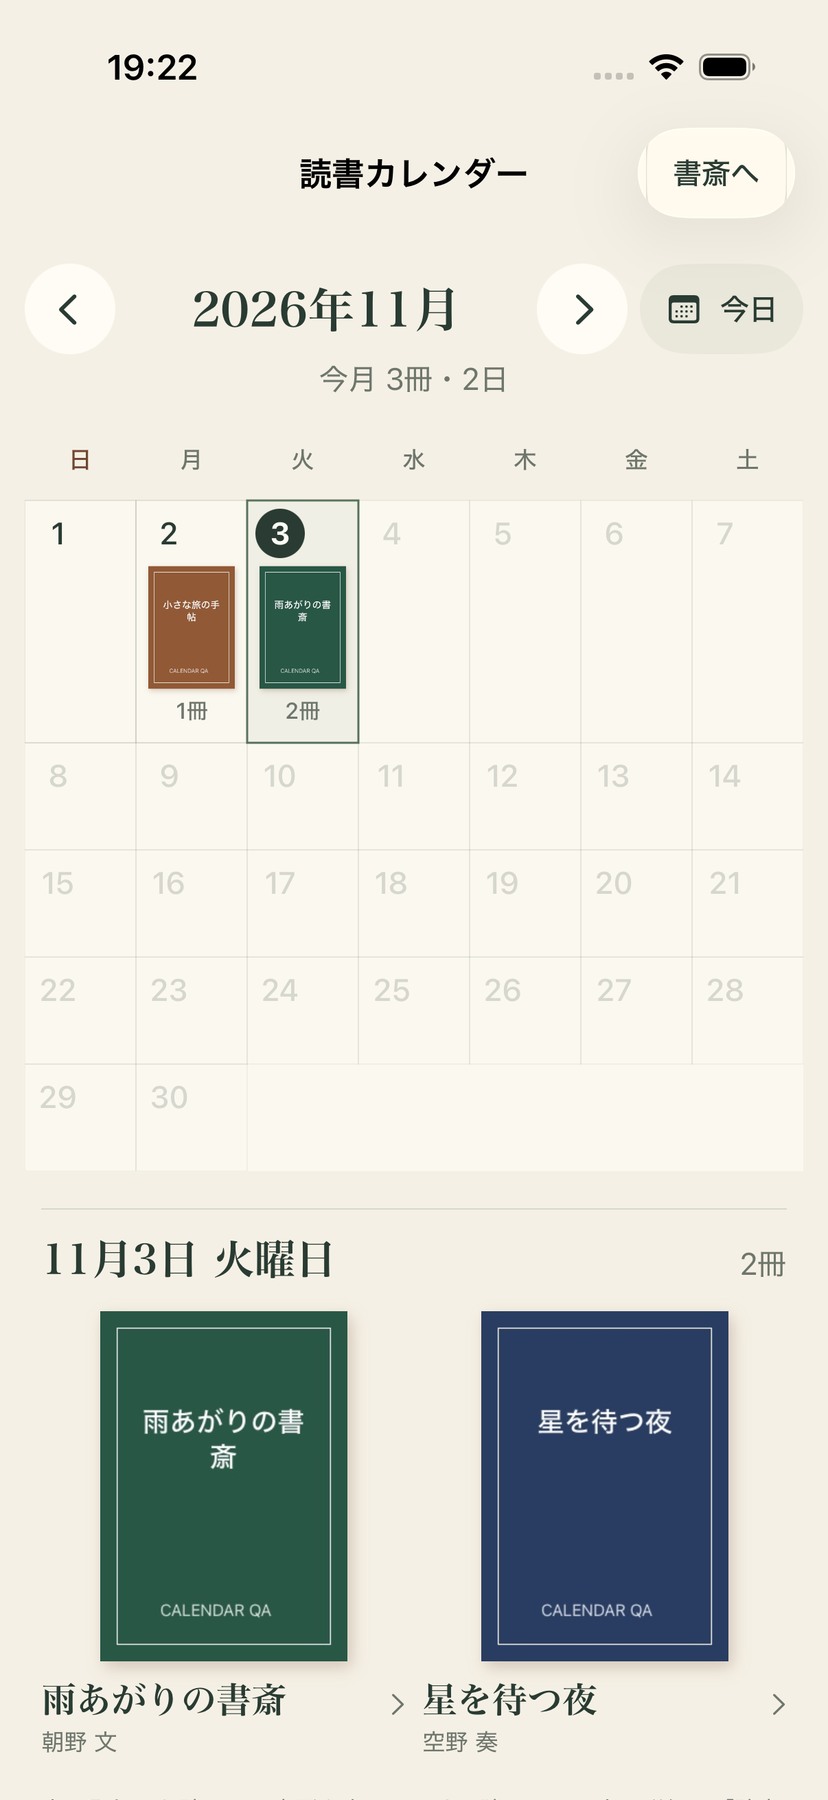 19:22
読書カレンダー
書斎へ
2026年11月
今日
今月 3冊・2日
日 月 火 水 木 金 土
1 2 3 4 5 6 7
小さな旅の手
帖
CALENDAR QA
1冊
雨あがりの書
斎
CALENDAR QA
2冊
8 9 10 11 12 13 14
15 16 17 18 19 20 21
22 23 24 25 26 27 28
29 30
11月3日 火曜日
2冊
雨あがりの書
斎
CALENDAR QA
星を待つ夜
CALENDAR QA
雨あがりの書斎
朝野 文
星を待つ夜
空野 奏